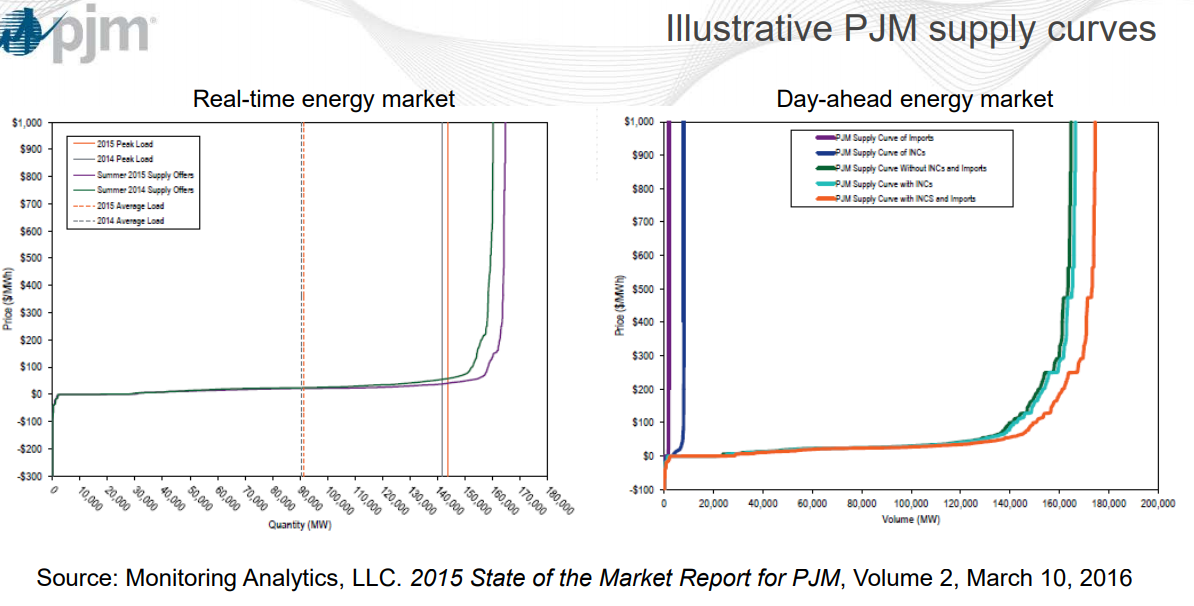 pjm®
Illustrative PJM supply curves
Real-time energy market
$1,000
$900
$800
$700
$600
$500
$400
$300
$200
$100
$0
-$100
-$200
-$300
Price ($/MWh)
2015 Peak Load
2014 Peak Load
Summer 2015 Supply Offers
Summer 2014 Supply Offers
2015 Average Load
2014 Average Load
0
10,000
20,000
30,000
40,000
50,000
60,000
70,000
80,000
90,000
100,000
110,000
120,000
130,000
140,000
150,000
160,000
170,000
180,000
Quantity (MW)
Day-ahead energy market
$1,000
$900
$800
$700
$600
$500
$400
$300
$200
$100
$0
-$100
Price ($/MWh)
PJM Supply Curve of Imports
PJM Supply Curve of INCs
PJM Supply Curve Without INCs and Imports
PJM Supply Curve with INCs
PJM Supply Curve with INCS and Imports
0
20,000
40,000
60,000
80,000
100,000
120,000
140,000
160,000
180,000
200,000
Volume (MW)
Source: Monitoring Analytics, LLC. 2015 State of the Market Report for PJM, Volume 2, March 10, 2016